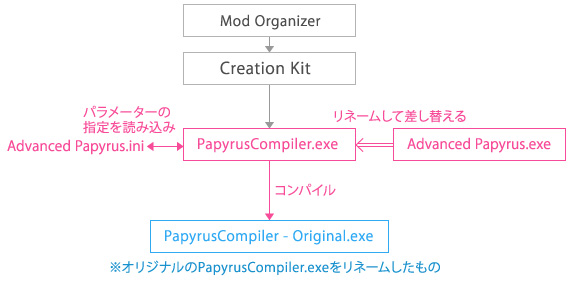 Mod Organizer
Creation Kit
パラメーターの
指定を読み込み
リネームして差し替える
Advanced Papyrus.ini
PapyrusCompiler.exe
Advanced Papyrus.exe
コンパイル
PapyrusCompiler - Original.exe
※オリジナルのPapyrusCompiler.exeをリネームしたもの